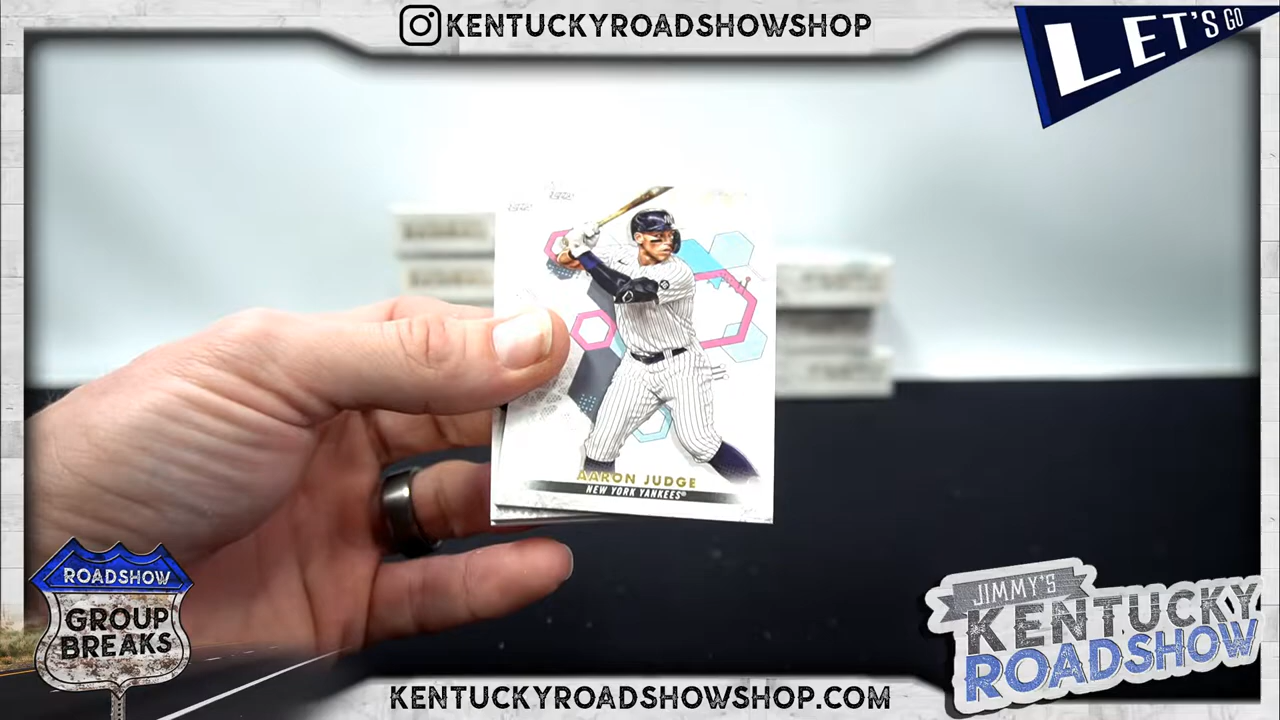 KENTUCKYROADSHOWSHOP
LET'S GO
AARON JUDGE
NEW YORK YANKEES®
ROADSHOW
GROUP
BREAKS
JIMMY'S
KENTUCKY
ROADSHOW
KENTUCKYROADSHOWSHOP.COM